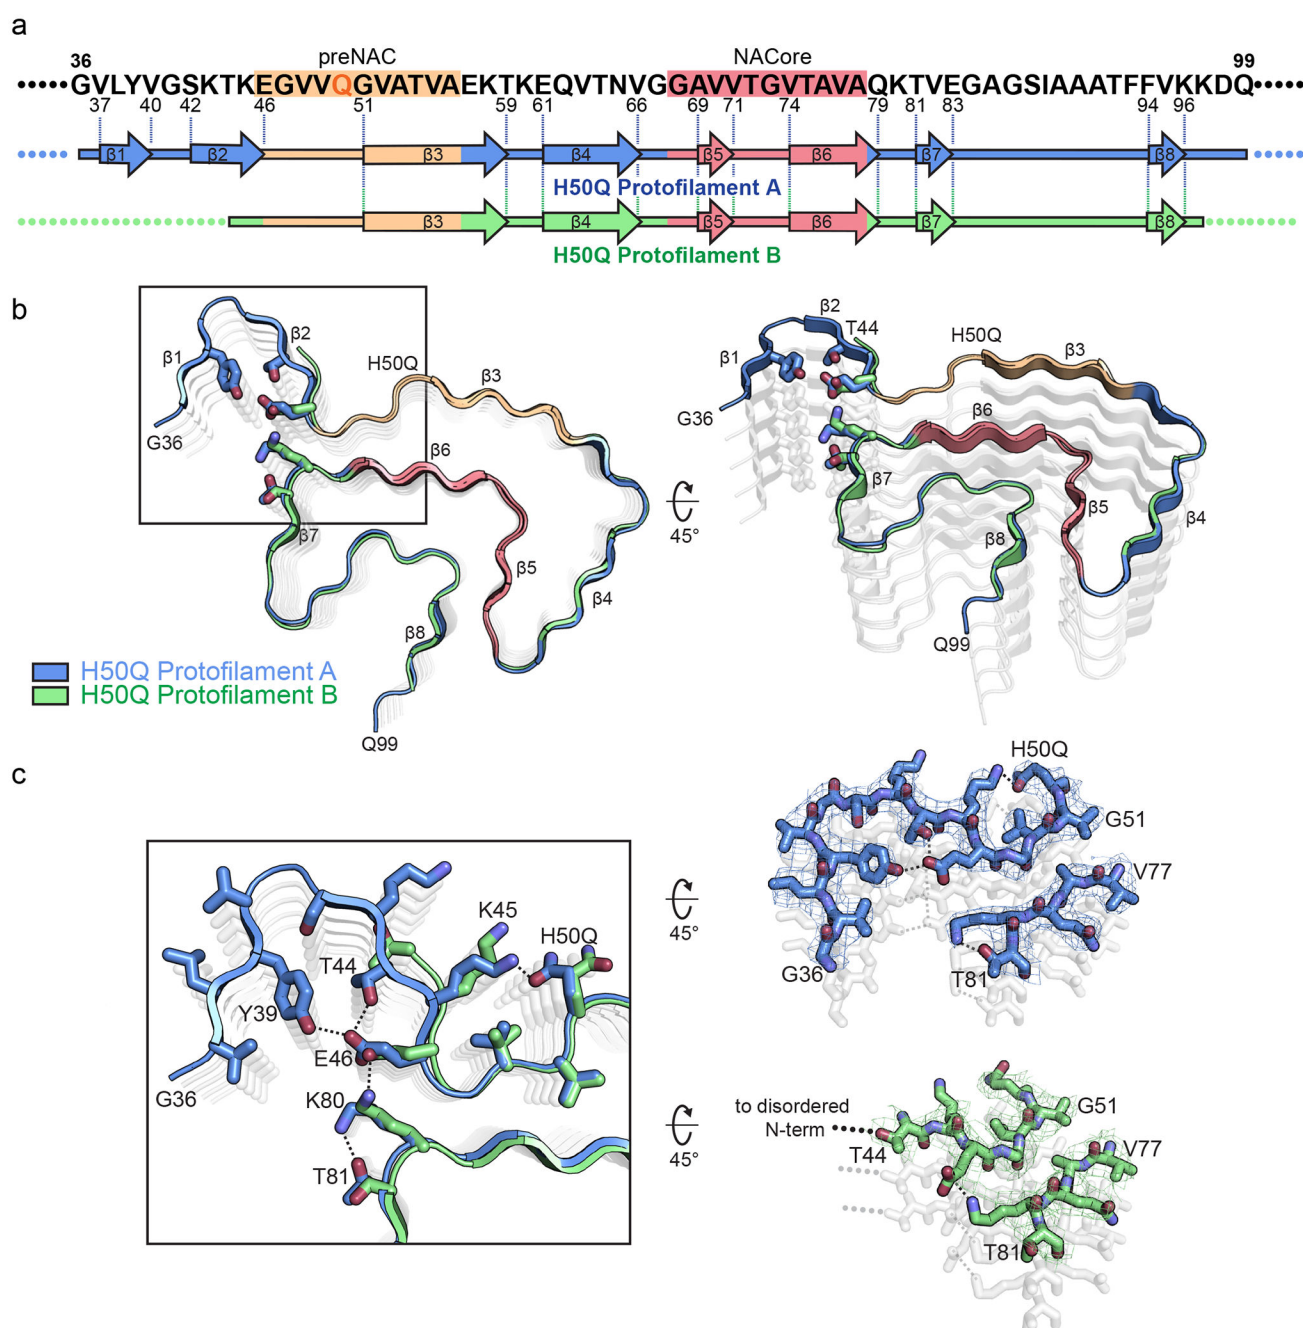 a
preNAC NACore
36 99
GVLYVGSKTKEGVVQGVATVAEKTKEQVTNVGGAVVTGVTAVAQKTVEGAGSIAAATFFVKKDQ
37 40 42 46 51 59 61 66 69 71 74 79 81 83 94 96
β1 β2 β3 β4 β5 β6 β7 β8
H50Q Protofilament A
β3 β4 β5 β6 β7 β8
H50Q Protofilament B
b
β1
β2
H50Q
β3
G36
β6
β7
β5
β4
β8
Q99
45°
β2
T44
β1
H50Q
β3
G36
β6
β7
β5
β4
β8
Q99
H50Q Protofilament A
H50Q Protofilament B
c
K45
H50Q
T44
Y39
E46
G36
K80
T81
45°
H50Q
G51
V77
G36
T81
45°
to disordered
N-term
T44
G51
V77
T81